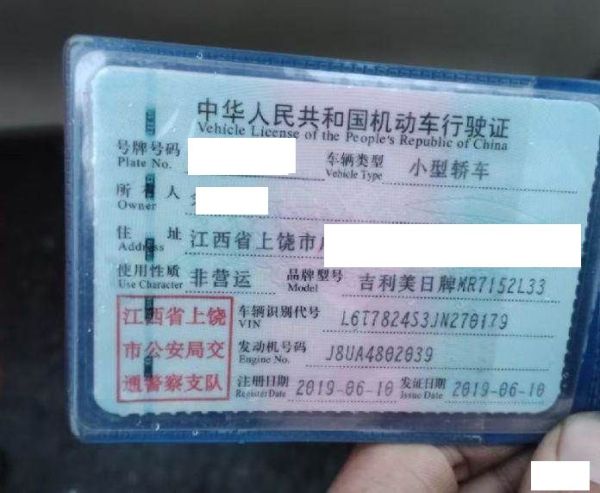 中华人民共和国机动车行驶证
Vehicle License of the People's Republic of China
号牌号码 车辆类型 小型轿车
Plate No. Vehicle Type
所有人
Owner
住址 江西省上饶市
Address
使用性质 非营运 品牌型号 吉利美日牌MR7152L33
Use Character Model
江西省上饶 车辆识别代号 L6T7824S3JN270179
VIN
市公安局交 发动机号码 J8UA4802039
Engine No.
通警察支队 注册日期 2019-06-10 发证日期 2019-06-10
Register Date Issue Date